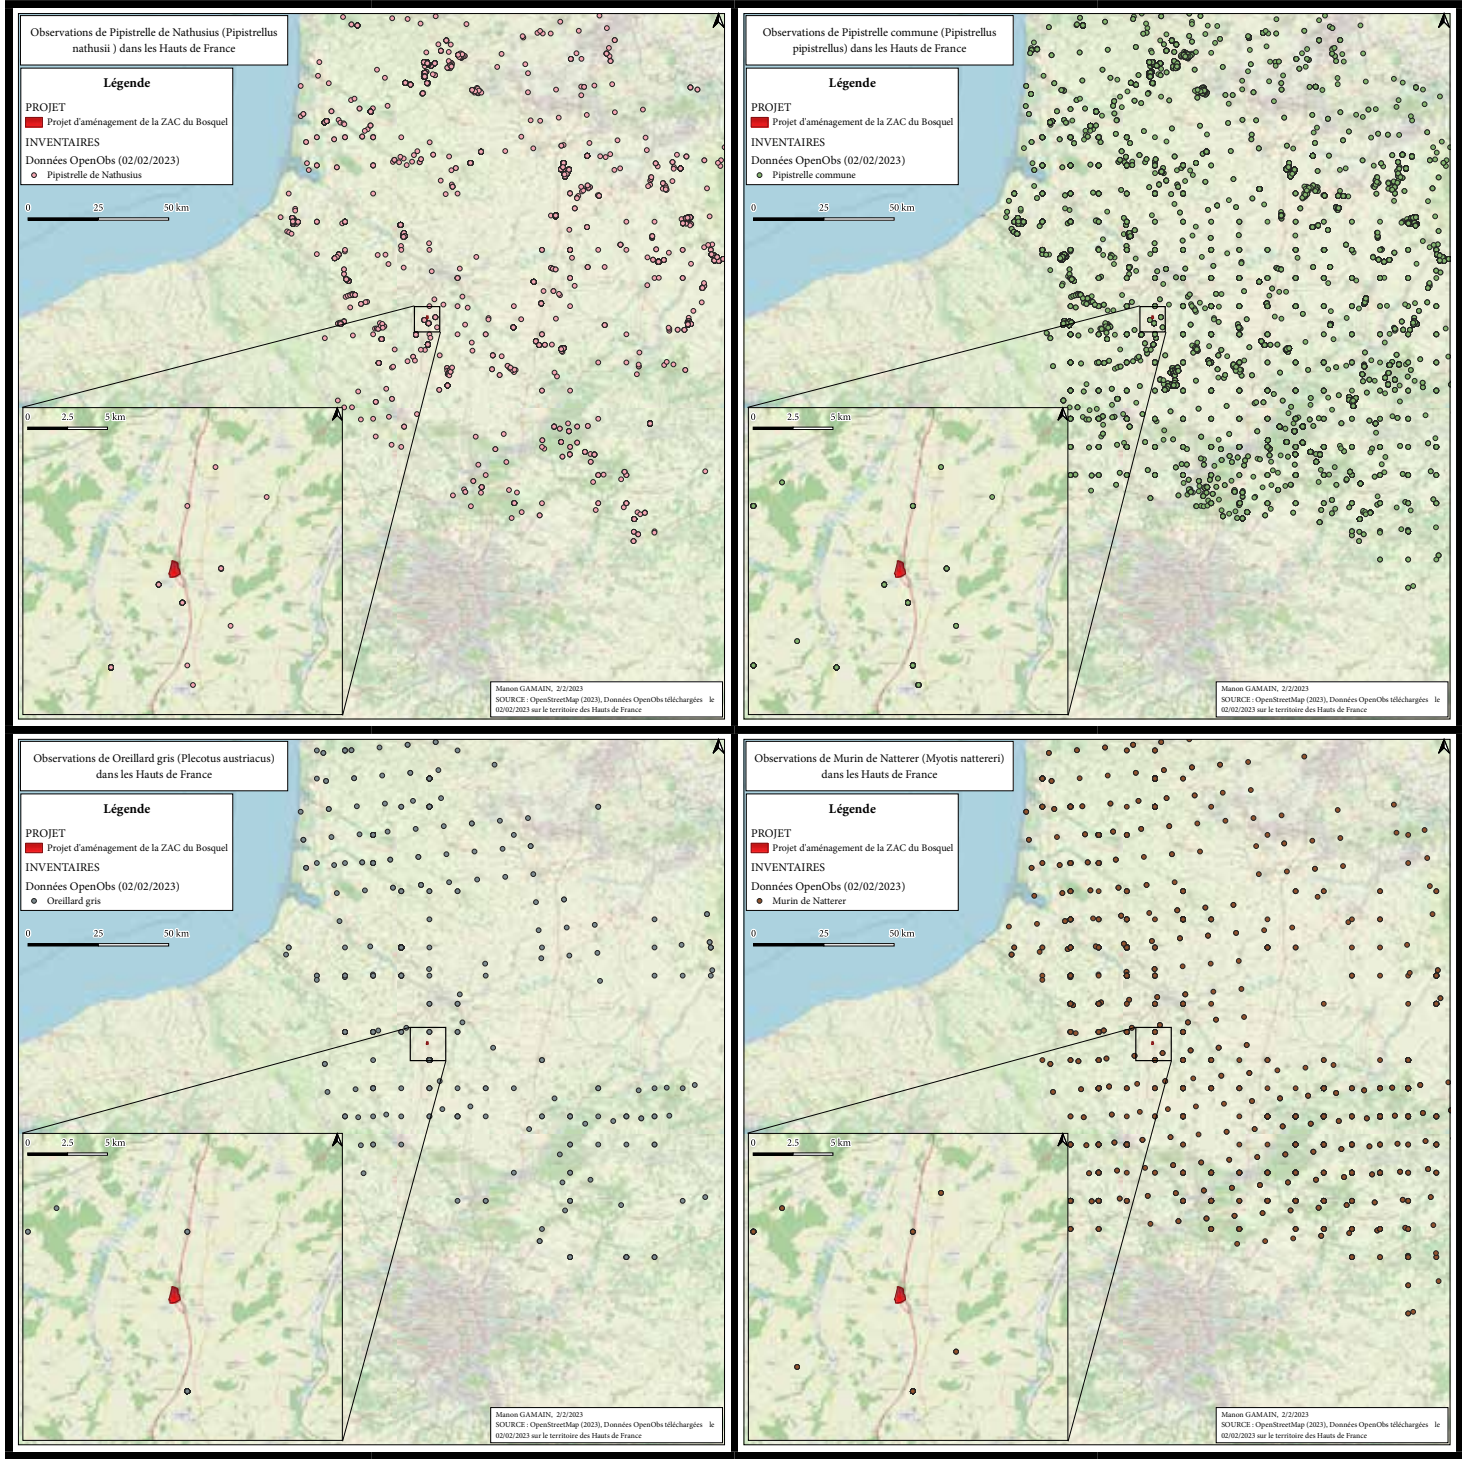 Observations de Pipistrelle de Nathusius (Pipistrellus
nathusii ) dans les Hauts de France
Légende
PROJET
Projet d'aménagement de la ZAC du Bosquel
INVENTAIRES
Données OpenObs (02/02/2023)
Pipistrelle de Nathusius
0 25 50 km
0 2.5 5 km
Manon GAMAIN, 2/2/2023
SOURCE : OpenStreetMap (2023), Données OpenObs téléchargées le
02/02/2023 sur le territoire des Hauts de France
Observations de Pipistrelle commune (Pipistrellus
pipistrellus) dans les Hauts de France
Légende
PROJET
Projet d'aménagement de la ZAC du Bosquel
INVENTAIRES
Données OpenObs (02/02/2023)
Pipistrelle commune
0 25 50 km
0 2.5 5 km
Manon GAMAIN, 2/2/2023
SOURCE : OpenStreetMap (2023), Données OpenObs téléchargées le
02/02/2023 sur le territoire des Hauts de France
Observations de Oreillard gris (Plecotus austriacus)
dans les Hauts de France
Légende
PROJET
Projet d'aménagement de la ZAC du Bosquel
INVENTAIRES
Données OpenObs (02/02/2023)
Oreillard gris
0 25 50 km
0 2.5 5 km
Manon GAMAIN, 2/2/2023
SOURCE : OpenStreetMap (2023), Données OpenObs téléchargées le
02/02/2023 sur le territoire des Hauts de France
Observations de Murin de Natterer (Myotis nattereri)
dans les Hauts de France
Légende
PROJET
Projet d'aménagement de la ZAC du Bosquel
INVENTAIRES
Données OpenObs (02/02/2023)
Murin de Natterer
0 25 50 km
0 2.5 5 km
Manon GAMAIN, 2/2/2023
SOURCE : OpenStreetMap (2023), Données OpenObs téléchargées le
02/02/2023 sur le territoire des Hauts de France